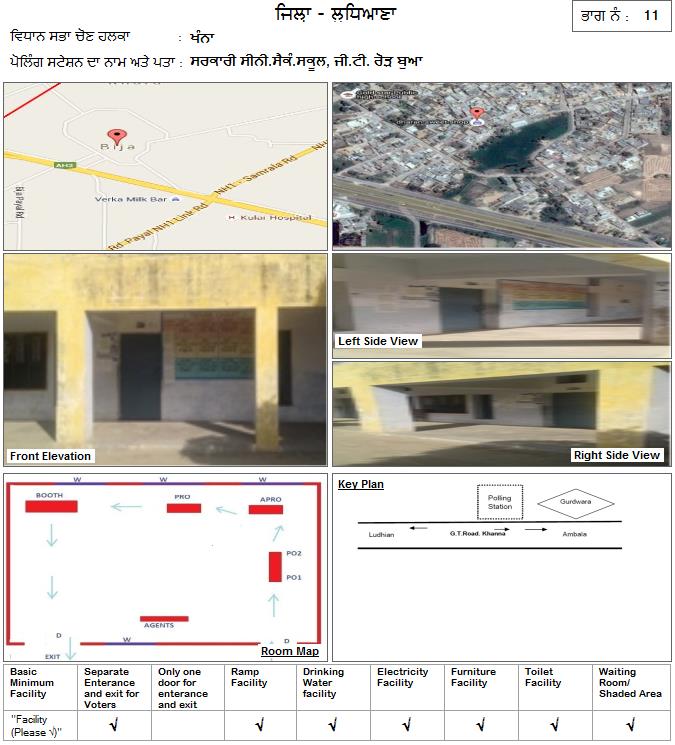 ਜਿਲ੍ਹਾ - ਲੁਧਿਆਣਾ
ਭਾਗ ਨੰ : 11
ਵਿਧਾਨ ਸਭਾ ਚੋਣ ਹਲਕਾ : ਖੰਨਾ
ਪੋਲਿੰਗ ਸਟੇਸ਼ਨ ਦਾ ਨਾਮ ਅਤੇ ਪਤਾ : ਸਰਕਾਰੀ ਸੀਨੀ.ਸੈਕੰ.ਸਕੂਲ, ਜੀ.ਟੀ. ਰੋੜ ਬੁਆ
Bija
AH2
Verka Milk Bar
NH1 - Samrala Rd
Kular Hospital
Rd Payal NH1 Link Rd
Front Elevation
Left Side View
Right Side View
W W W
BOOTH PRO APRO
PO2
PO1
AGENTS
D W D
EXIT
Room Map
Key Plan
Polling Station
Gurdwara
Ludhian G.T.Road. Khanna Ambala
Basic Minimum Facility
Separate Enterance and exit for Voters
Only one door for enterance and exit
Ramp Facility
Drinking Water facility
Electricity Facility
Furniture Facility
Toilet Facility
Waiting Room/ Shaded Area
"Facility (Please √)" √ √ √ √ √ √ √